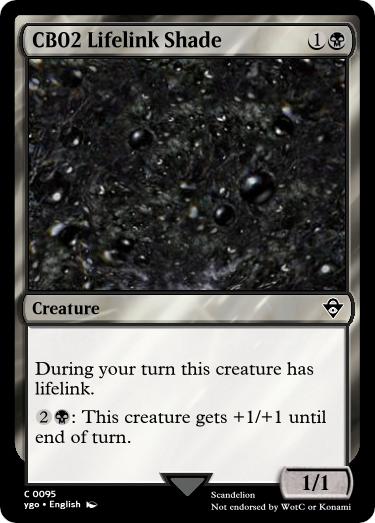 CB02 Lifelink Shade 1
Creature
During your turn this creature has
lifelink.
2 : This creature gets +1/+1 until
end of turn.
1/1
C 0095
ygo • English
Scandelion
Not endorsed by WotC or Konami